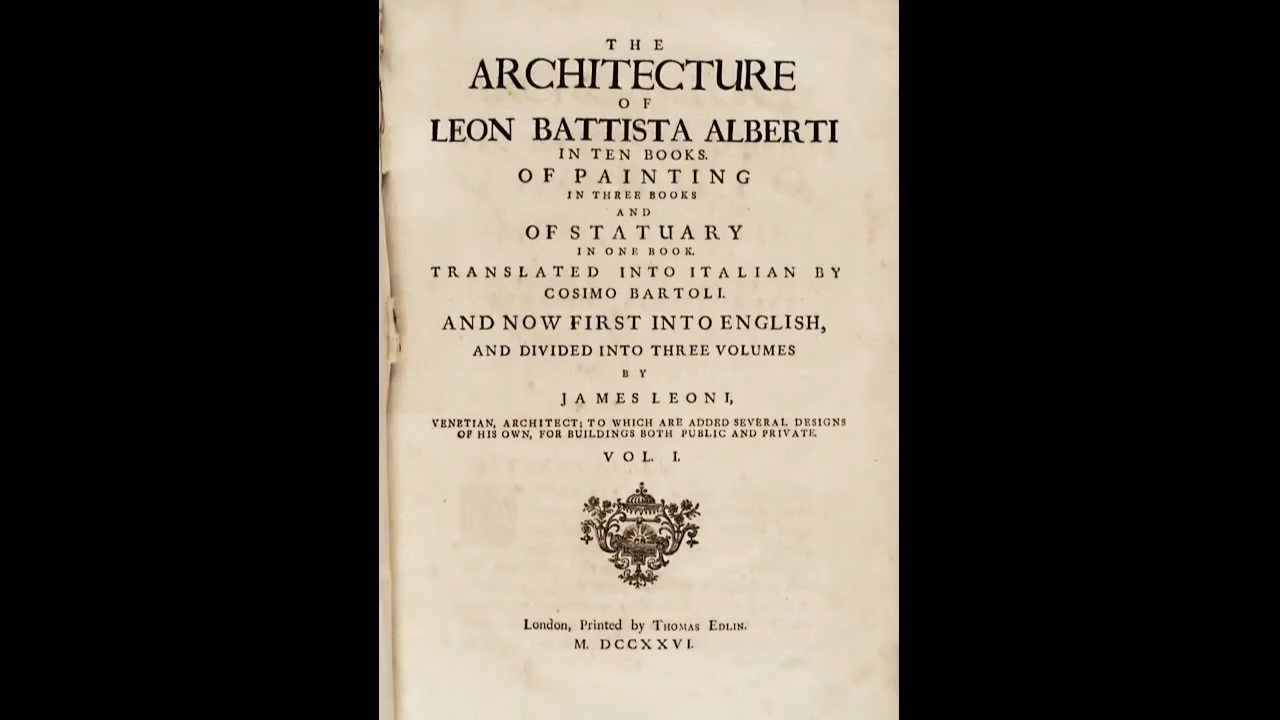 THE
ARCHITECTURE
OF
LEON BATTISTA ALBERTI
IN TEN BOOKS.
OF PAINTING
IN THREE BOOKS
AND
OF STATUARY
IN ONE BOOK.
TRANSLATED INTO ITALIAN BY
COSIMO BARTOLI.
AND NOW FIRST INTO ENGLISH,
AND DIVIDED INTO THREE VOLUMES
BY
JAMES LEONI,
VENETIAN, ARCHITECT; TO WHICH ARE ADDED SEVERAL DESIGNS
OF HIS OWN, FOR BUILDINGS BOTH PUBLIC AND PRIVATE.
VOL. I.
London, Printed by THOMAS EDLIN.
M. DCCXXVI.